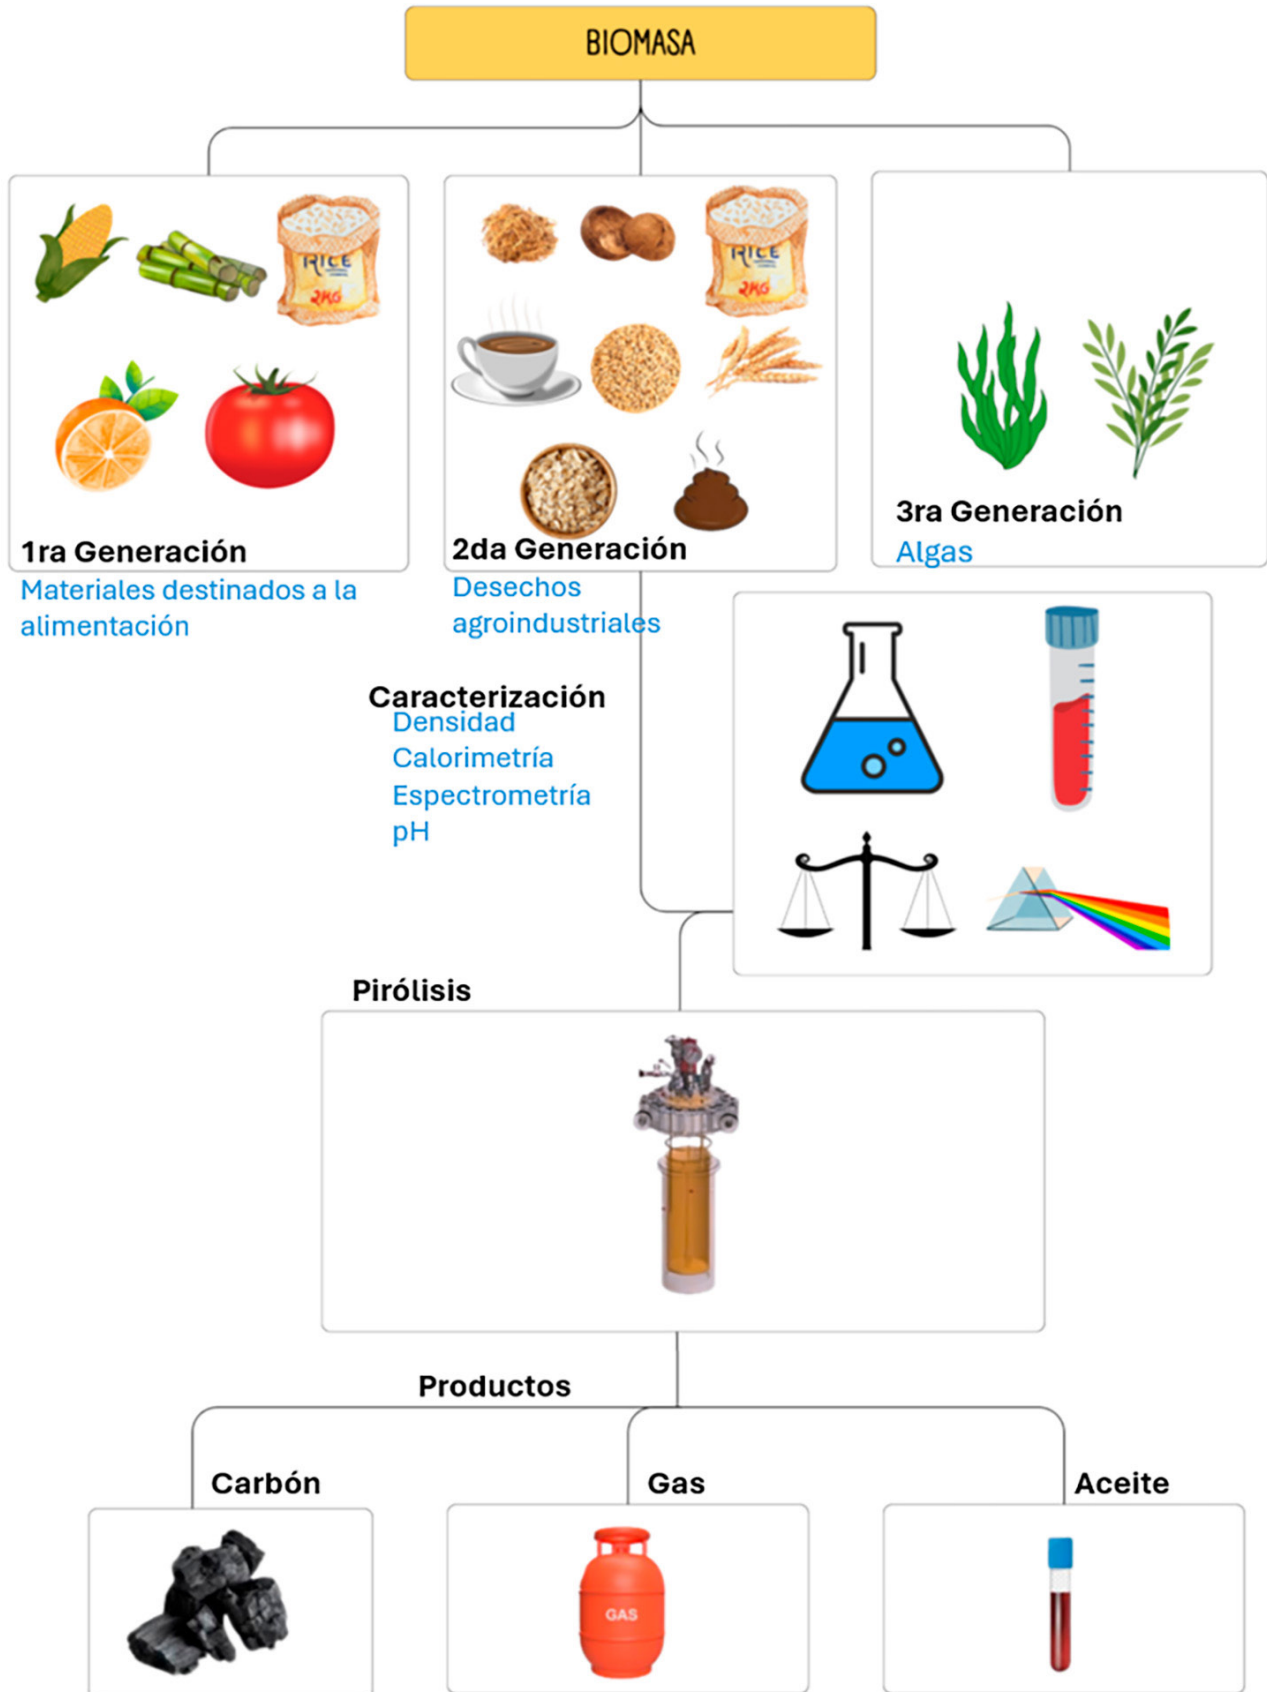 BIOMASA
RICE
2KG
1ra Generación
Materiales destinados a la
alimentación
RICE
2KG
2da Generación
Desechos
agroindustriales
3ra Generación
Algas
Caracterización
Densidad
Calorimetría
Espectrometría
pH
Pirólisis
Productos
Carbón
Gas
GAS
Aceite